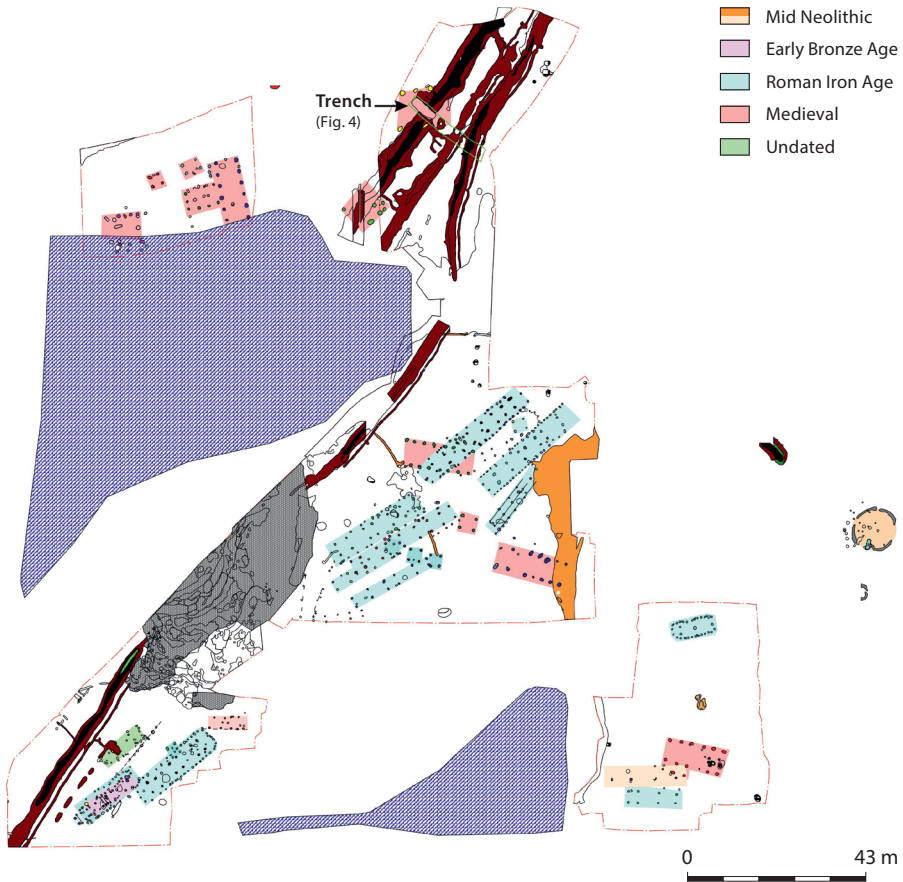 Mid Neolithic
Early Bronze Age
Roman Iron Age
Medieval
Undated
Trench
(Fig. 4)
0 43 m